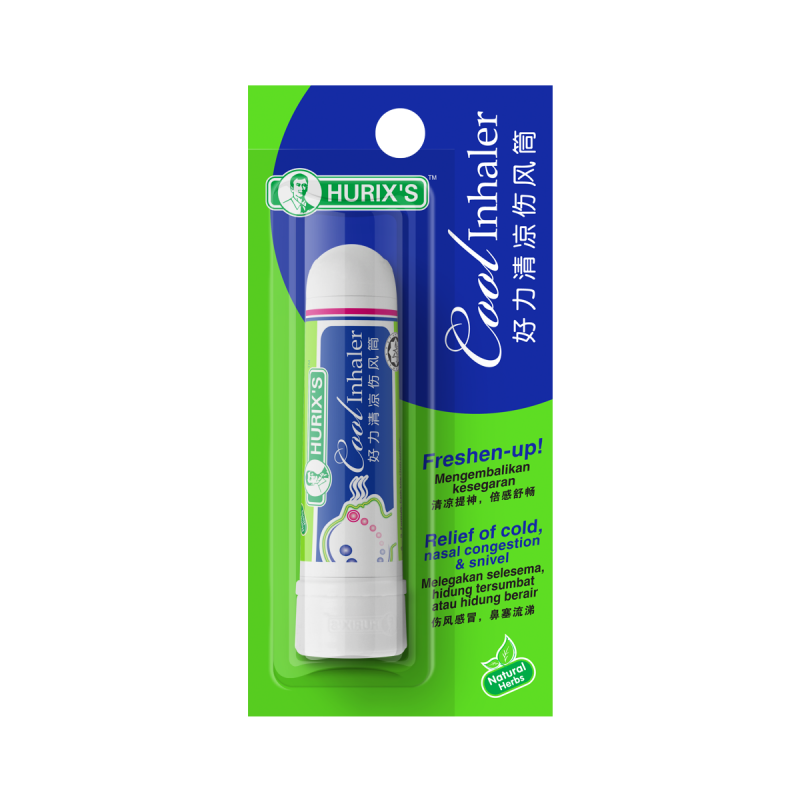 HURIX'S™
Cool Inhaler
好力清凉伤风筒
HURIX'S
Cool Inhaler
好力清凉伤风筒
Freshen-up!
Mengembalikan
kesegaran
清凉提神，倍感舒畅
Relief of cold,
nasal congestion
& snivel
Melegakan selesema,
hidung tersumbat
atau hidung berair
伤风感冒，鼻塞流涕
Natural
Herbs